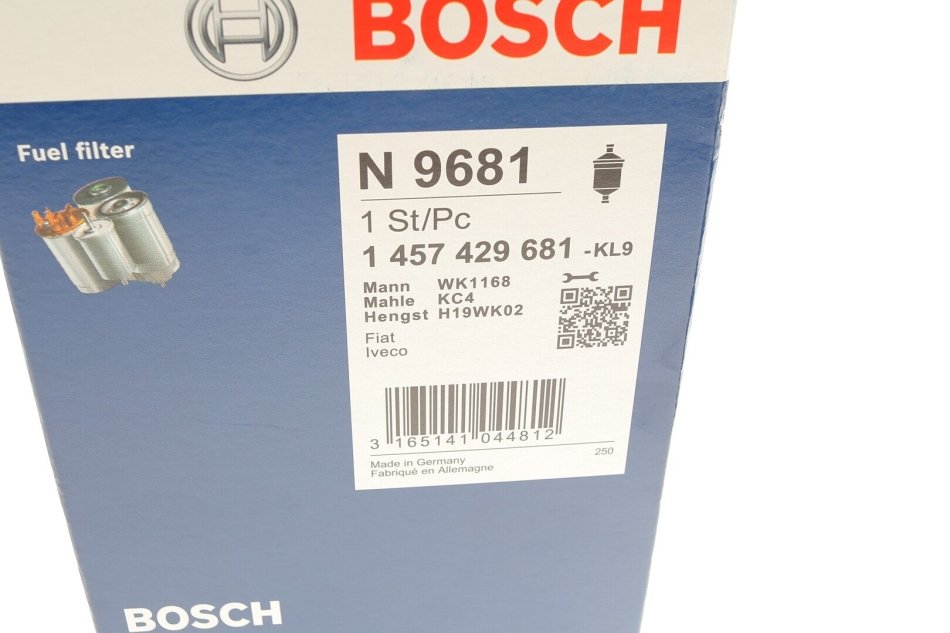 BOSCH
Fuel filter
N 9681
1 St/Pc
1 457 429 681 -KL9
Mann WK1168
Mahle KC4
Hengst H19WK02
Fiat
Iveco
3 165141 044812
250
Made in Germany
Fabriqué en Allemagne
BOSCH